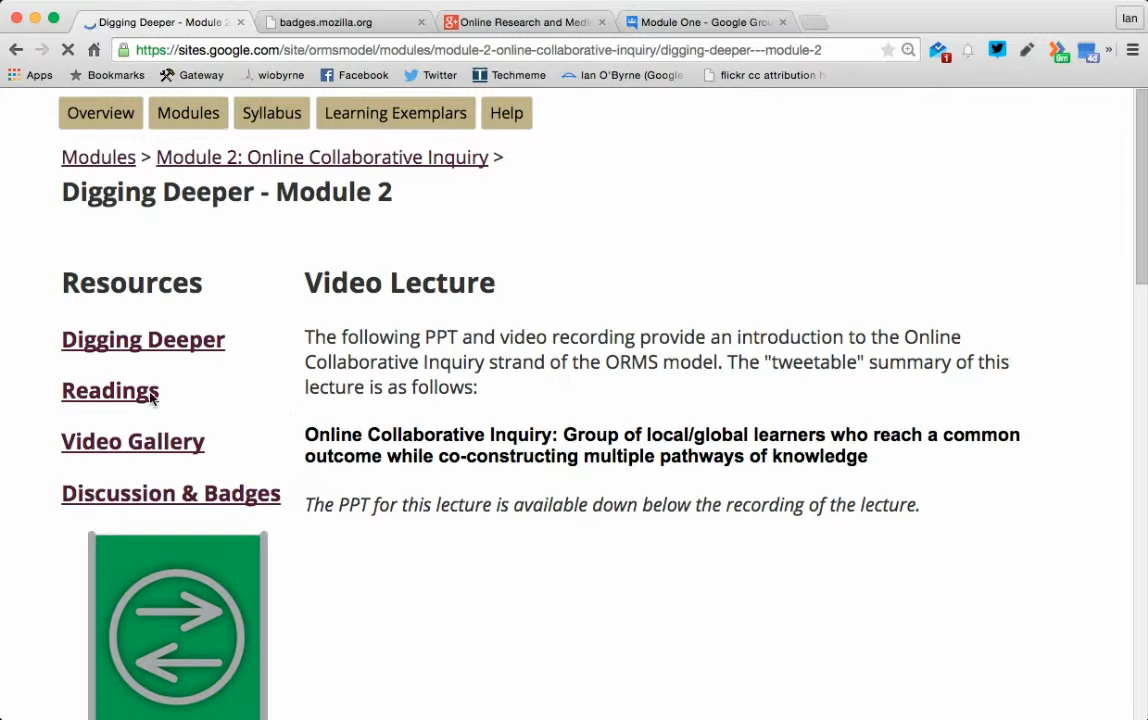 Digging Deeper - Module 2
badges.mozilla.org
Online Research and Medi
Module One - Google Grou
Ian
https://sites.google.com/site/ormsmodel/modules/module-2-online-collaborative-inquiry/digging-deeper---module-2
1
9m
43
»
Apps
Bookmarks
Gateway
wiobyrne
Facebook
Twitter
Techmeme
Ian O'Byrne (Google
flickr cc attribution h
Overview
Modules
Syllabus
Learning Exemplars
Help
Modules > Module 2: Online Collaborative Inquiry >
Digging Deeper - Module 2
Resources
Digging Deeper
Readings
Video Gallery
Discussion & Badges
Video Lecture
The following PPT and video recording provide an introduction to the Online
Collaborative Inquiry strand of the ORMS model. The "tweetable" summary of this
lecture is as follows:
Online Collaborative Inquiry: Group of local/global learners who reach a common
outcome while co-constructing multiple pathways of knowledge
The PPT for this lecture is available down below the recording of the lecture.